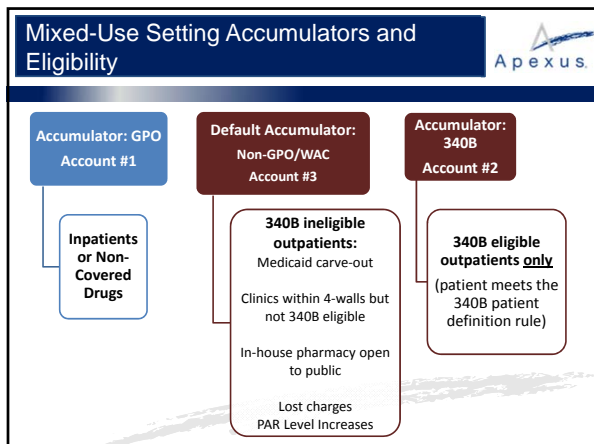 Mixed-Use Setting Accumulators and
Eligibility
Apexus
Accumulator: GPO
Account #1
Inpatients
or Non-
Covered
Drugs
Default Accumulator:
Non-GPO/WAC
Account #3
340B ineligible
outpatients:
Medicaid carve-out
Clinics within 4-walls but
not 340B eligible
In-house pharmacy open
to public
Lost charges
PAR Level Increases
Accumulator:
340B
Account #2
340B eligible
outpatients only
(patient meets the
340B patient
definition rule)